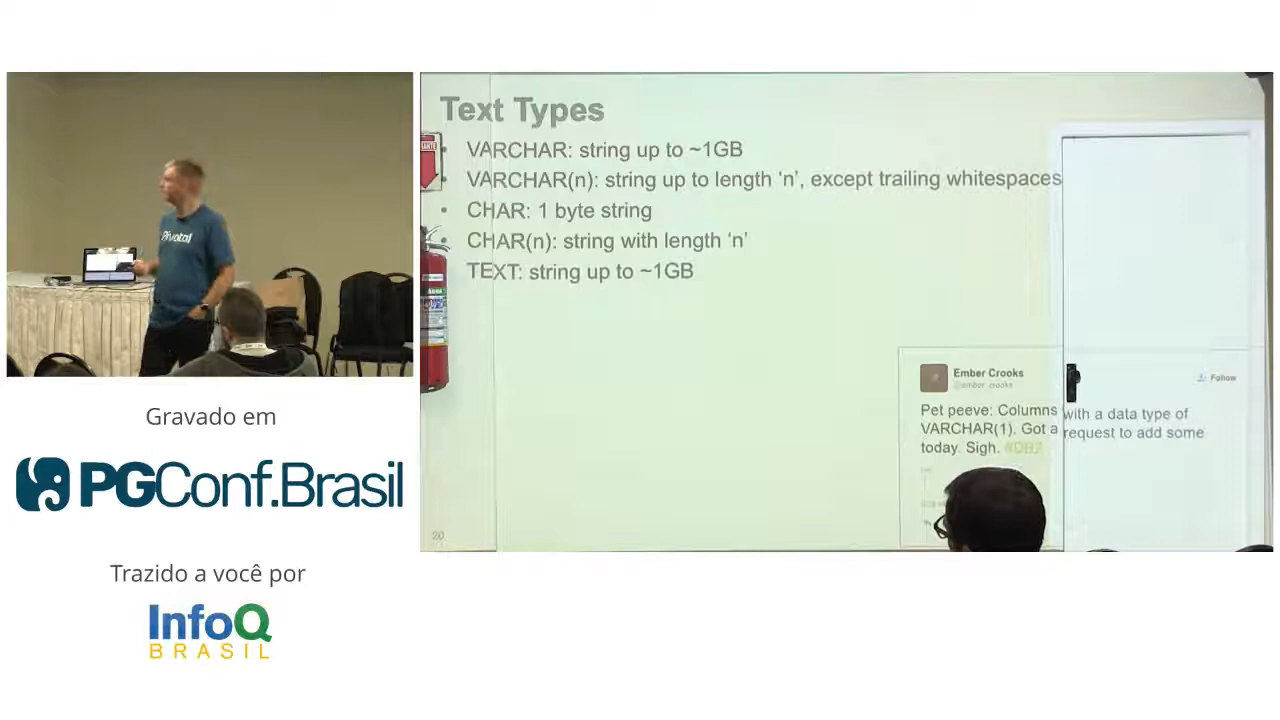 Pivotal
Gravado em
PGConf.Brasil
Trazido a você por
InfoQ
BRASIL
Text Types
• VARCHAR: string up to ~1GB
• VARCHAR(n): string up to length ‘n’, except trailing whitespaces
• CHAR: 1 byte string
• CHAR(n): string with length ‘n’
TEXT: string up to ~1GB
Ember Crooks
@ember_crooks
Follow
Pet peeve: Columns with a data type of
VARCHAR(1). Got a request to add some
today. Sigh. #DB2
20